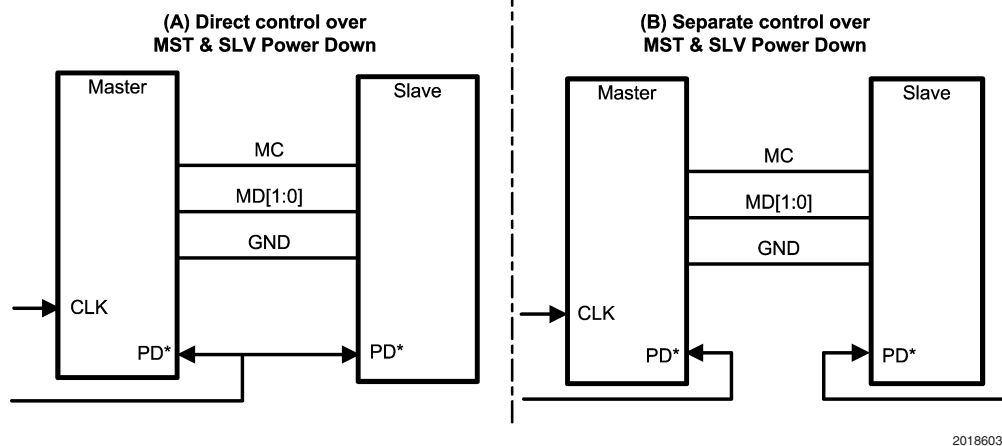 (A) Direct control over
MST & SLV Power Down
Master
Slave
MC
MD[1:0]
GND
CLK
PD*
PD*
(B) Separate control over
MST & SLV Power Down
Master
Slave
MC
MD[1:0]
GND
CLK
PD*
PD*
2018603